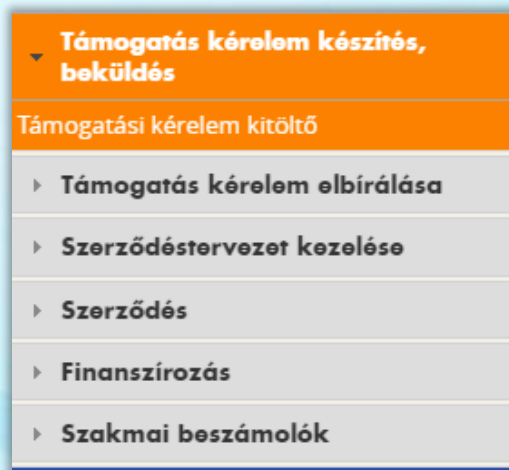 Támogatás kérelem készítés,
beküldés
Támogatási kérelem kitöltő
Támogatás kérelem elbírálása
Szerződéstervezet kezelése
Szerződés
Finanszírozás
Szakmai beszámolók